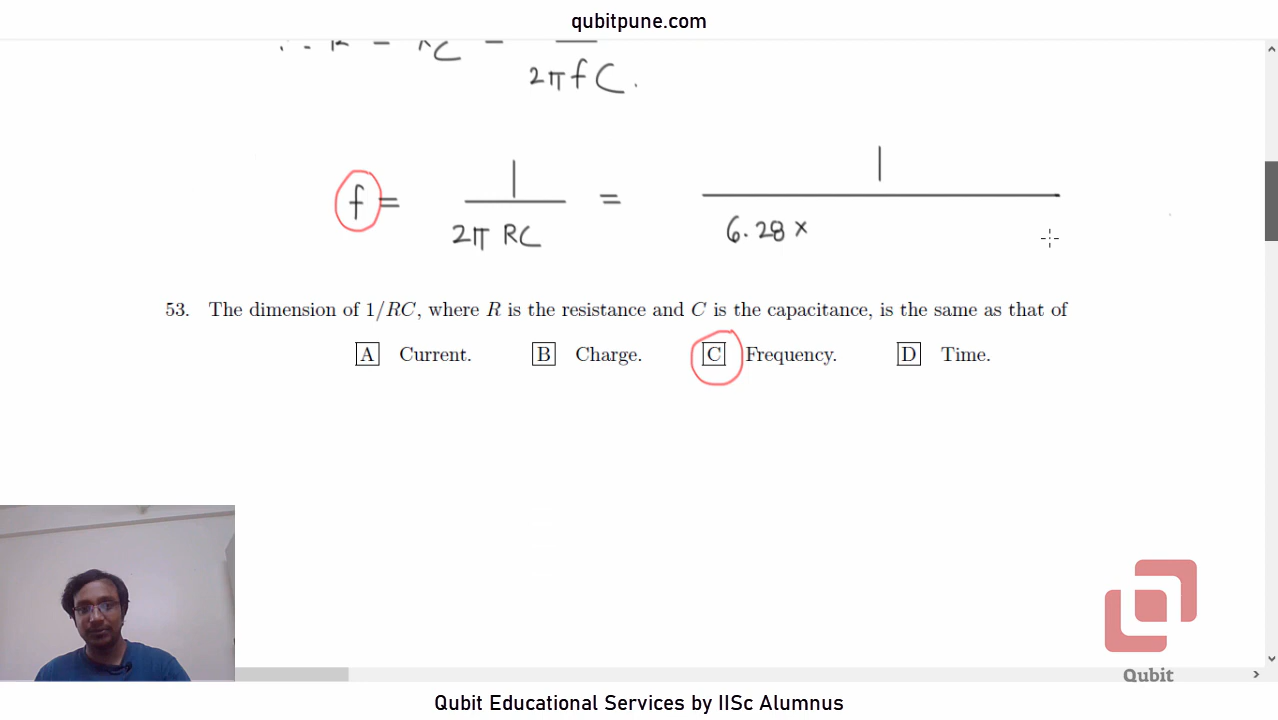 qubitpune.com
2π f C.
f = 1 / 2π RC = 1 / 6.28 ×
53. The dimension of 1/RC, where R is the resistance and C is the capacitance, is the same as that of
A Current. B Charge. C Frequency. D Time.
Qubit
Qubit Educational Services by IISc Alumnus